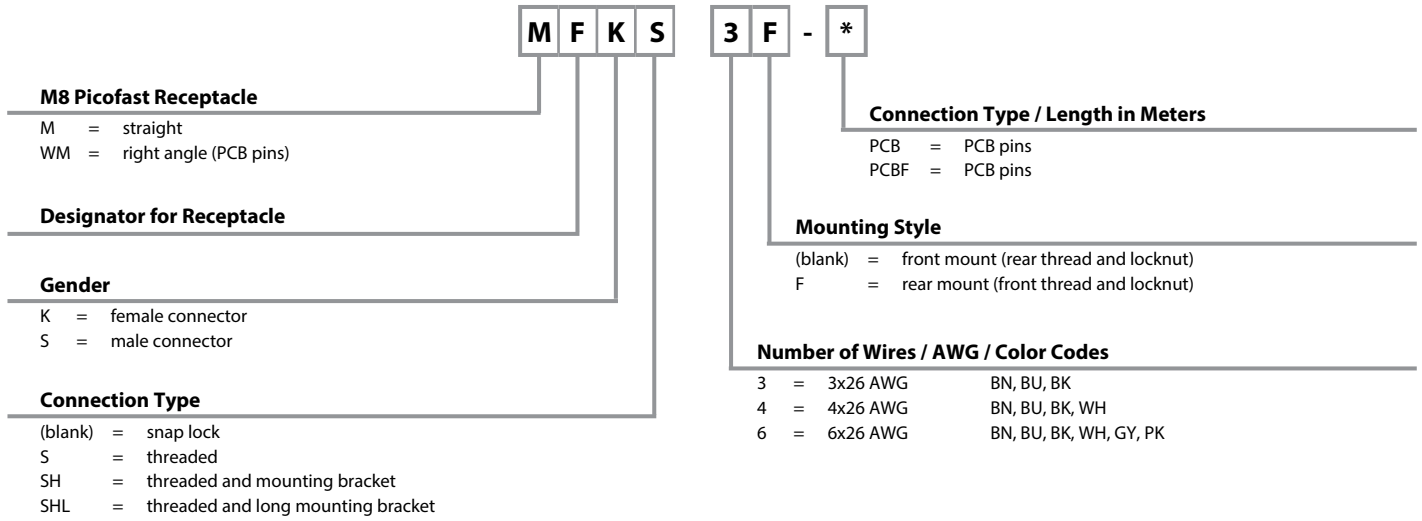 M F K S 3 F - *
M8 Picofast Receptacle
M = straight
WM = right angle (PCB pins)
Designator for Receptacle
Gender
K = female connector
S = male connector
Connection Type
(blank) = snap lock
S = threaded
SH = threaded and mounting bracket
SHL = threaded and long mounting bracket
Connection Type / Length in Meters
PCB = PCB pins
PCBF = PCB pins
Mounting Style
(blank) = front mount (rear thread and locknut)
F = rear mount (front thread and locknut)
Number of Wires / AWG / Color Codes
3 = 3x26 AWG BN, BU, BK
4 = 4x26 AWG BN, BU, BK, WH
6 = 6x26 AWG BN, BU, BK, WH, GY, PK